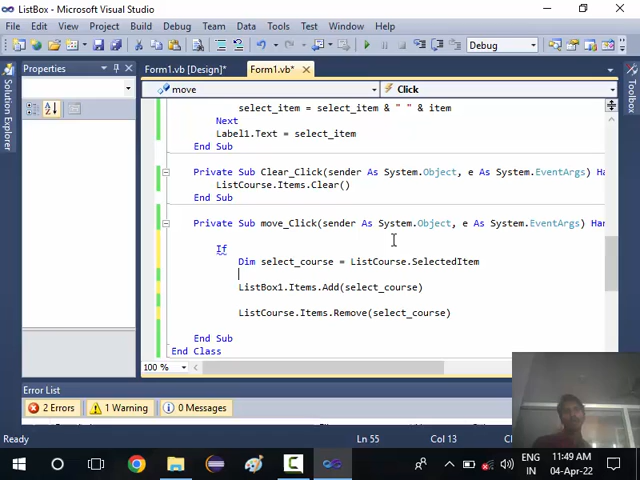 ListBox - Microsoft Visual Studio
File Edit View Project Build Debug Team Data Tools Test Window Help
Debug
Solution Explorer
Properties
Form1.vb [Design]*
Form1.vb*
Toolbox
move
Click
select_item = select_item & " " & item
Next
Label1.Text = select_item
End Sub
Private Sub Clear_Click(sender As System.Object, e As System.EventArgs) Han
ListCourse.Items.Clear()
End Sub
Private Sub move_Click(sender As System.Object, e As System.EventArgs) Han
If
Dim select_course = ListCourse.SelectedItem
ListBox1.Items.Add(select_course)
ListCourse.Items.Remove(select_course)
End Sub
End Class
100 %
Error List
2 Errors
1 Warning
0 Messages
Ready
Ln 55
Col 13
ENG
IN
11:49 AM
04-Apr-22